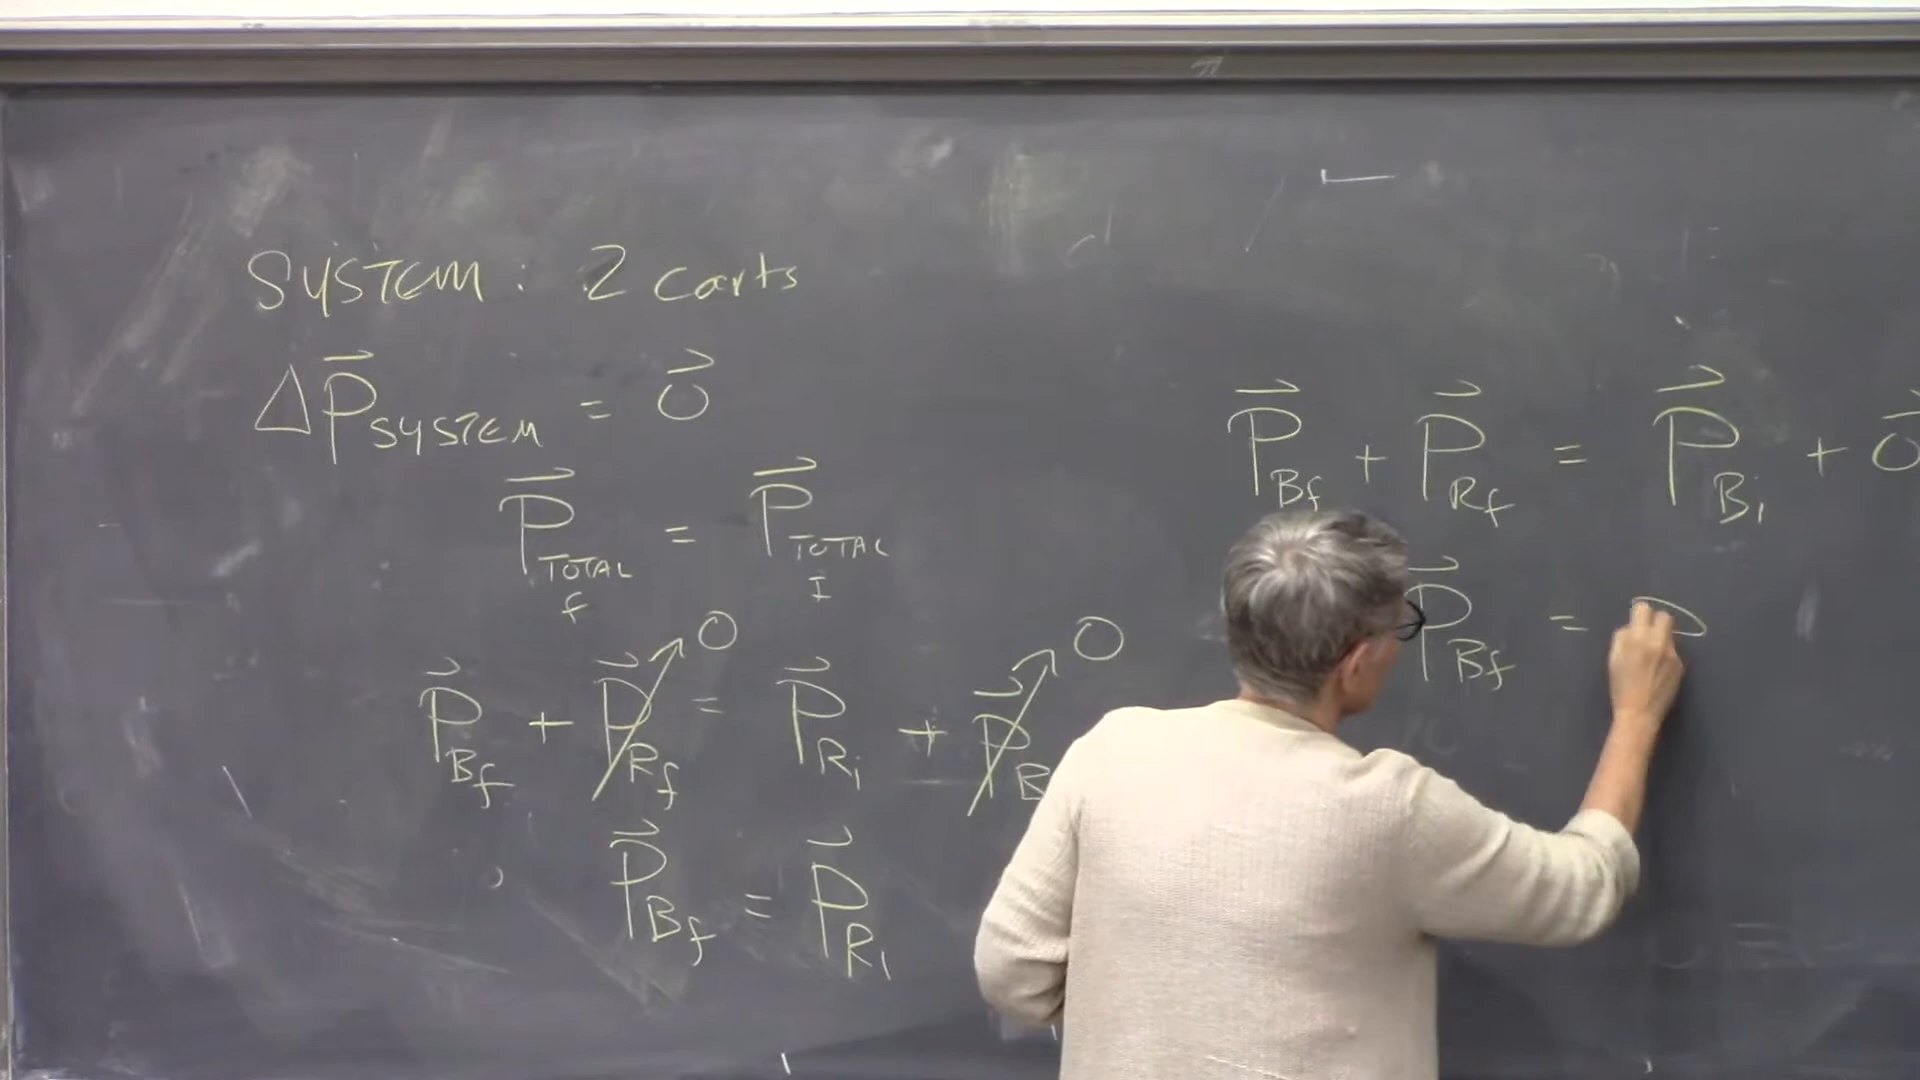 SYSTEM: 2 carts
ΔP⃗SYSTEM = 0⃗
P⃗TOTAL f = P⃗TOTAL I
P⃗Bf + P⃗Rf 0 = P⃗Ri + P⃗B 0
P⃗Bf = P⃗Ri
P⃗Bf + P⃗Rf = P⃗Bi + 0⃗
P⃗Bf =